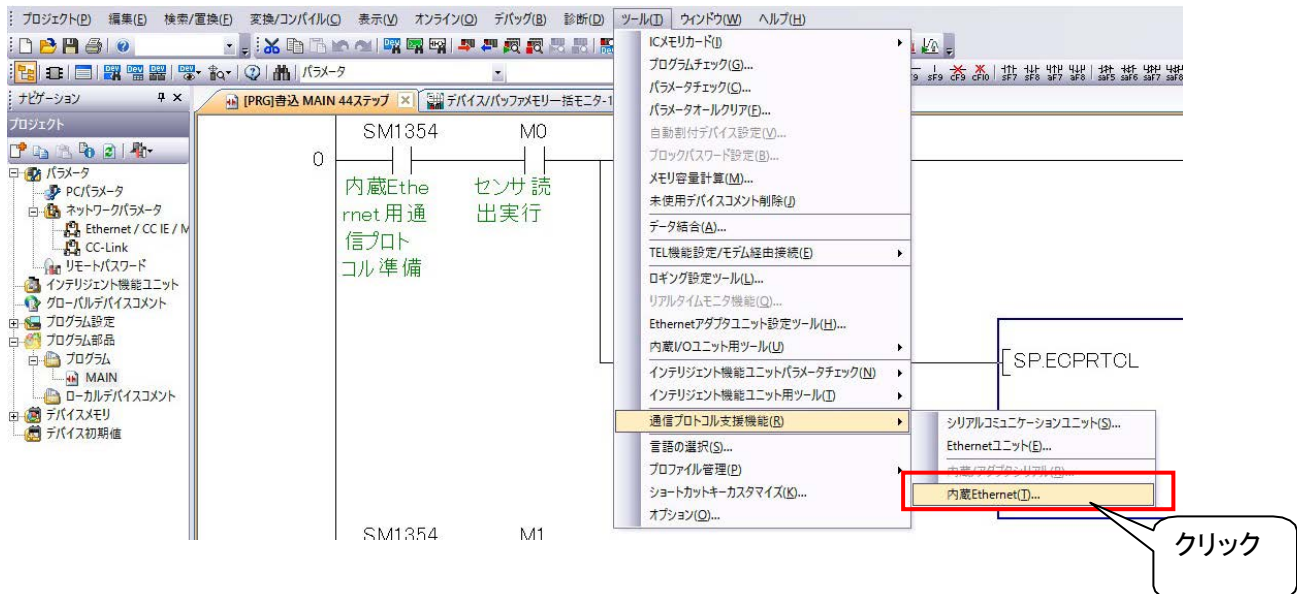 プロジェクト(P) 編集(E) 検索/置換(F) 変換/コンパイル(C) 表示(V) オンライン(O) デバッグ(B) 診断(D) ツール(T) ウィンドウ(W) ヘルプ(H)
パラメータ
9 sF9 cF9 cF10 sF7 sF8 aF7 aF8 saF5 saF6 saF7 saF8
ナビゲーション
[PRG]書込 MAIN 44ステップ
デバイス/バッファメモリ一括モニタ-1
プロジェクト
パラメータ
PCパラメータ
ネットワークパラメータ
Ethernet / CC IE / M
CC-Link
リモートパスワード
インテリジェント機能ユニット
グローバルデバイスコメント
プログラム設定
プログラム部品
プログラム
MAIN
ローカルデバイスコメント
デバイスメモリ
デバイス初期値
SM1354 M0
0
内蔵Ethe
rnet用通
信プロト
コル準備
センサ読
出実行
SM1354 M1
[SP.ECPRTCL
ICメモリカード(I)
プログラムチェック(G)...
パラメータチェック(C)...
パラメータオールクリア(E)...
自動割付デバイス設定(V)...
ブロックパスワード設定(B)...
メモリ容量計算(M)...
未使用デバイスコメント削除(J)
データ結合(A)...
TEL機能設定/モデム経由接続(E)
ロギング設定ツール(L)...
リアルタイムモニタ機能(Q)...
Ethernetアダプタユニット設定ツール(H)...
内蔵I/Oユニット用ツール(U)
インテリジェント機能ユニットパラメータチェック(N)
インテリジェント機能ユニット用ツール(T)
通信プロトコル支援機能(R)
言語の選択(S)...
プロファイル管理(P)
ショートカットキーカスタマイズ(K)...
オプション(O)...
シリアルコミュニケーションユニット(S)...
Ethernetユニット(E)...
内蔵/アダプタシリアル(R)...
内蔵Ethernet(T)...
クリック